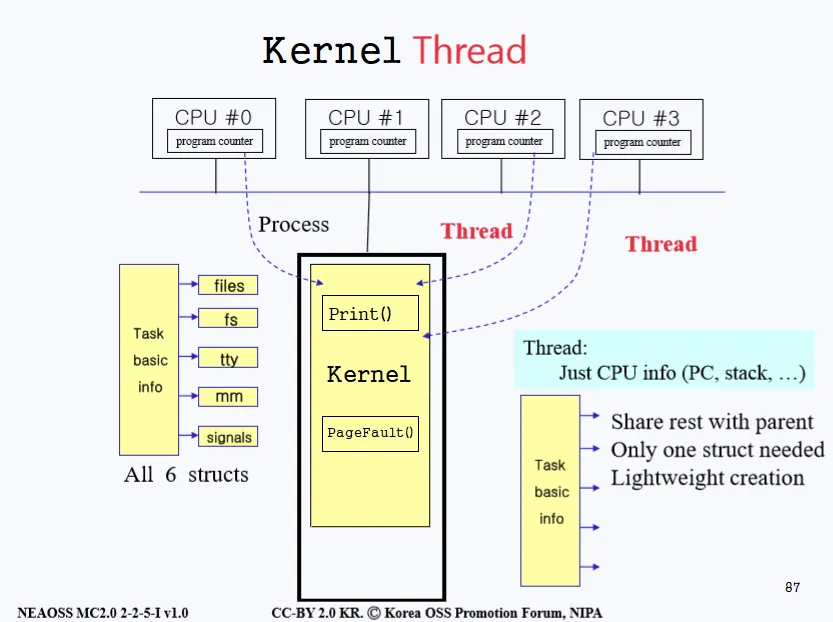 Kernel Thread
CPU #0
program counter
CPU #1
program counter
CPU #2
program counter
CPU #3
program counter
Process
Thread
Thread
Task
basic
info
files
fs
tty
mm
signals
All 6 structs
Print()
Kernel
PageFault()
Thread:
Just CPU info (PC, stack, …)
Task
basic
info
Share rest with parent
Only one struct needed
Lightweight creation
87
NEAOSS MC2.0 2-2-5-I v1.0
CC-BY 2.0 KR. Ⓒ Korea OSS Promotion Forum, NIPA